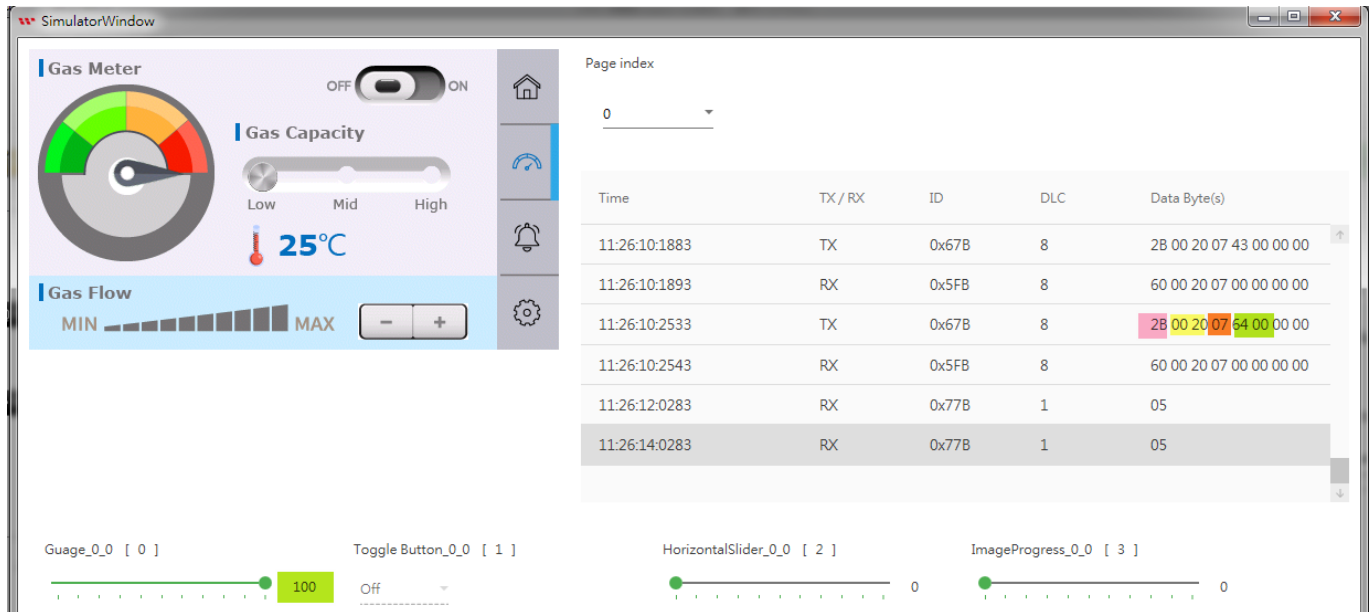 SimulatorWindow
Gas Meter
OFF ON
Gas Capacity
Low Mid High
25°C
Gas Flow
MIN MAX
- +
Page index
0
Time TX / RX ID DLC Data Byte(s)
11:26:10:1883 TX 0x67B 8 2B 00 20 07 43 00 00 00
11:26:10:1893 RX 0x5FB 8 60 00 20 07 00 00 00 00
11:26:10:2533 TX 0x67B 8 2B 00 20 07 64 00 00 00
11:26:10:2543 RX 0x5FB 8 60 00 20 07 00 00 00 00
11:26:12:0283 RX 0x77B 1 05
11:26:14:0283 RX 0x77B 1 05
Guage_0_0 [ 0 ] Toggle Button_0_0 [ 1 ] HorizontalSlider_0_0 [ 2 ] ImageProgress_0_0 [ 3 ]
100 Off 0 0